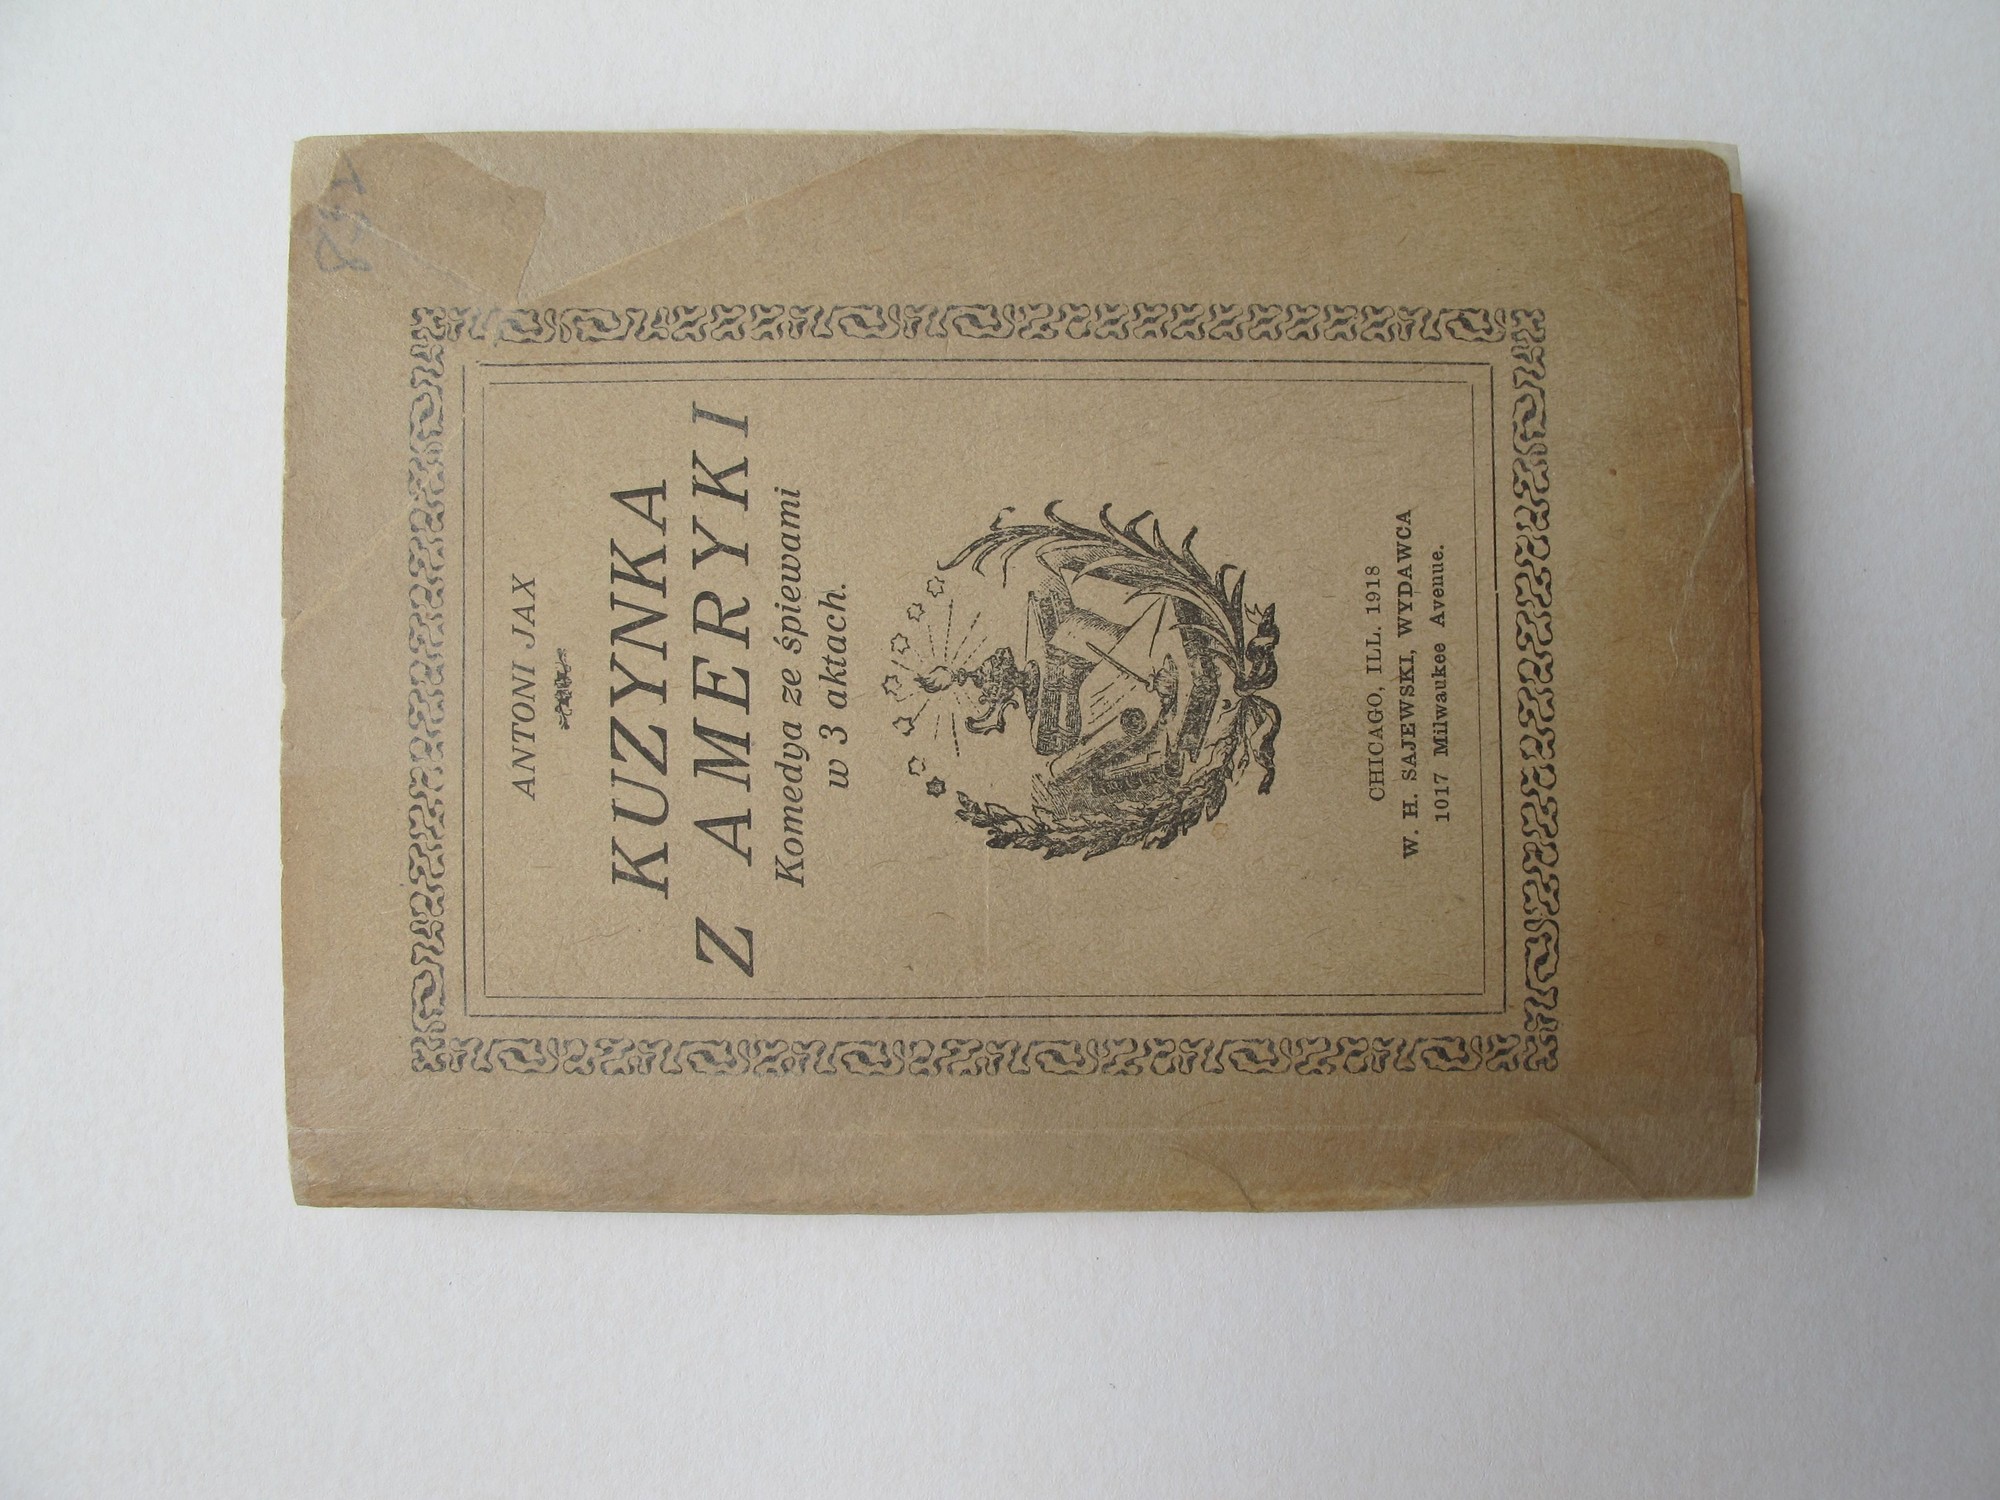 ANTONI JAX
KUZYNKA
Z AMERYKI
Komedya ze śpiewami
w 3 aktach.
CHICAGO, ILL. 1918
W. H. SAJEWSKI, WYDAWCA
1017 Milwaukee Avenue.